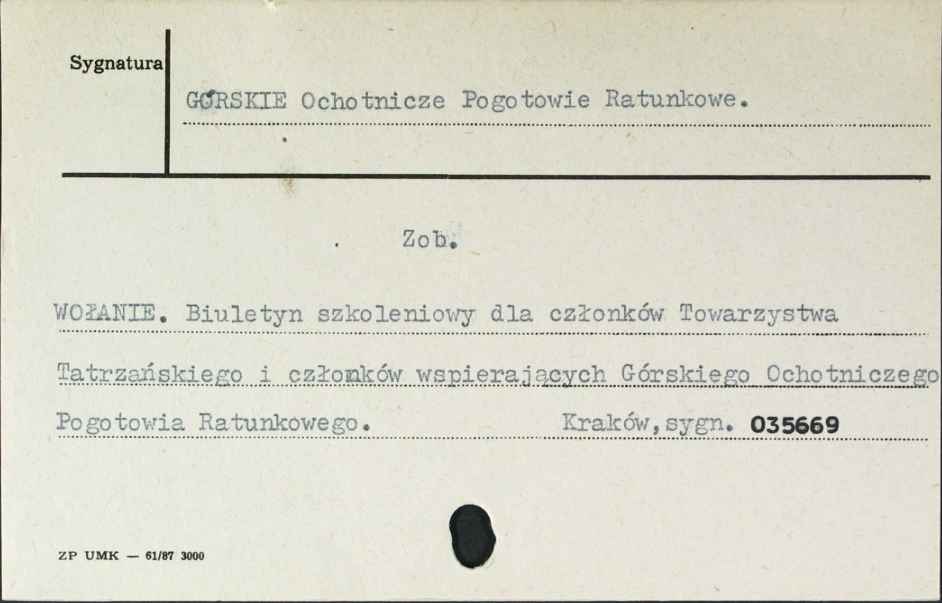 Sygnatura
GÓRSKIE Ochotnicze Pogotowie Ratunkowe.
Zob.
WOŁANIE. Biuletyn szkoleniowy dla członków Towarzystwa
Tatrzańskiego i członków wspierających Górskiego Ochotniczego
Pogotowia Ratunkowego. Kraków,sygn. 035669
ZP UMK — 61/87 3000